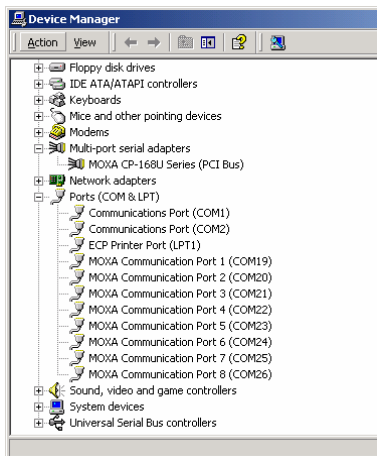 Device Manager
Action View
Floppy disk drives
IDE ATA/ATAPI controllers
Keyboards
Mice and other pointing devices
Modems
Multi-port serial adapters
MOXA CP-168U Series (PCI Bus)
Network adapters
Ports (COM & LPT)
Communications Port (COM1)
Communications Port (COM2)
ECP Printer Port (LPT1)
MOXA Communication Port 1 (COM19)
MOXA Communication Port 2 (COM20)
MOXA Communication Port 3 (COM21)
MOXA Communication Port 4 (COM22)
MOXA Communication Port 5 (COM23)
MOXA Communication Port 6 (COM24)
MOXA Communication Port 7 (COM25)
MOXA Communication Port 8 (COM26)
Sound, video and game controllers
System devices
Universal Serial Bus controllers